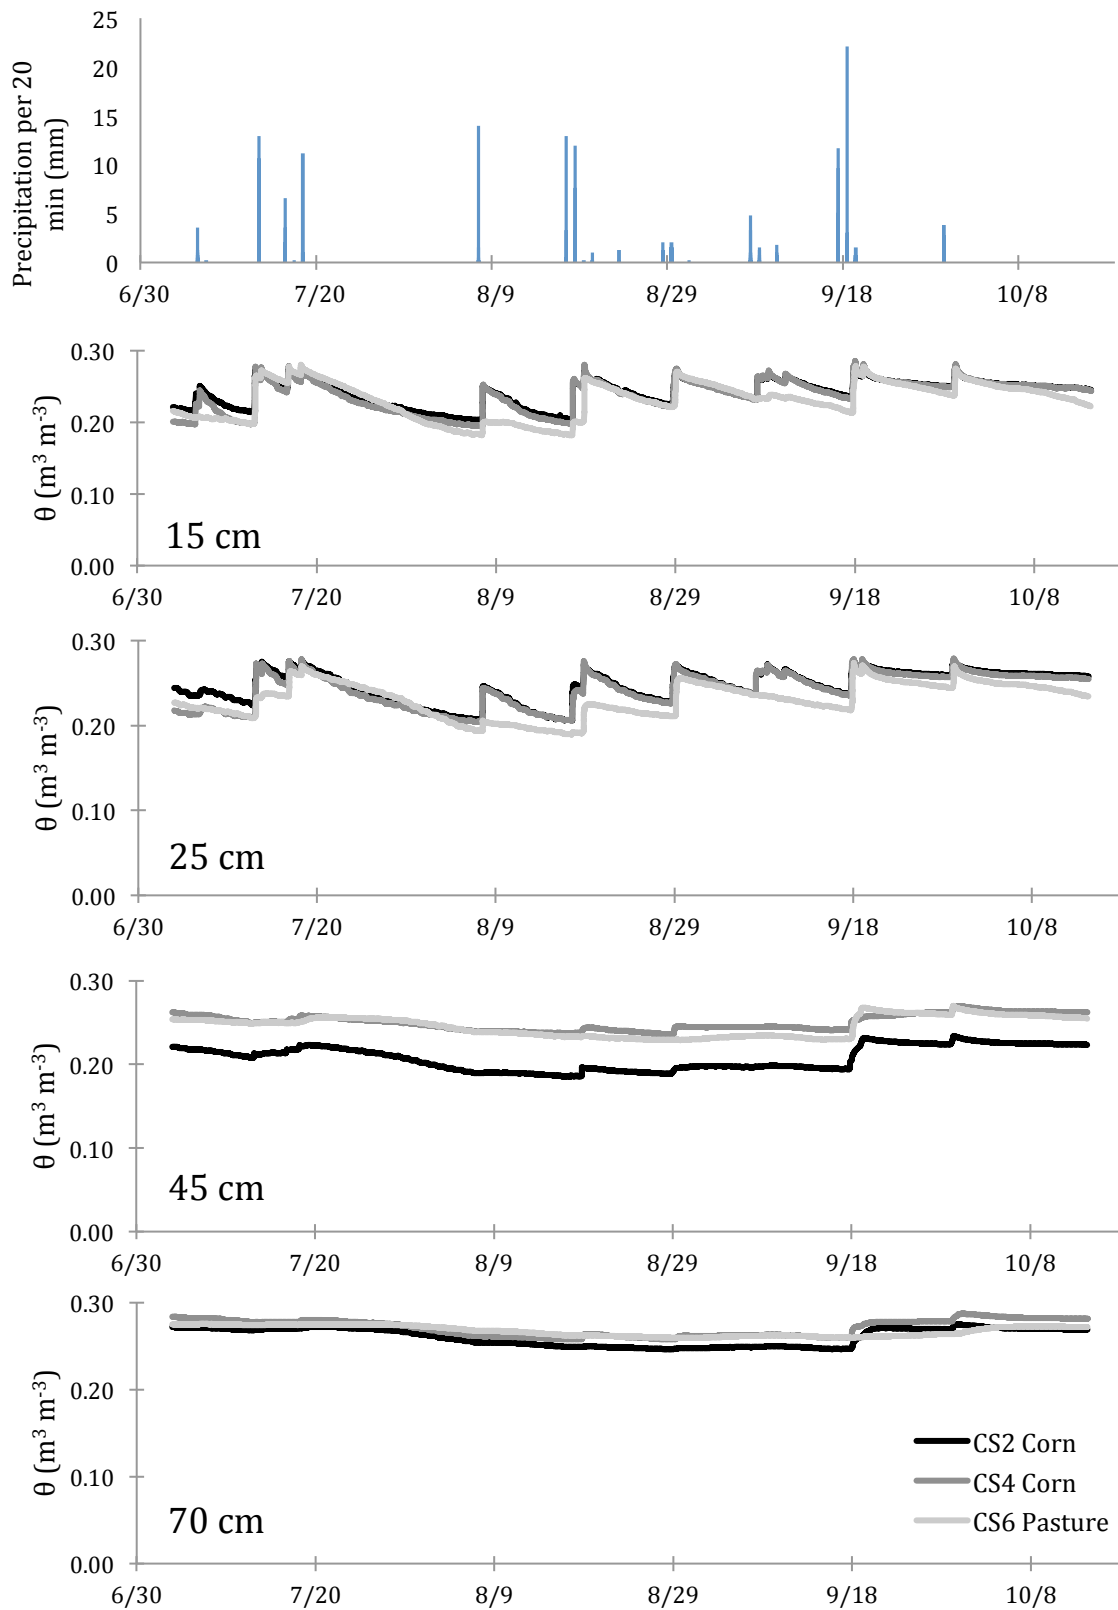 Precipitation per 20
min (mm)
25
20
15
10
5
0
6/30 7/20 8/9 8/29 9/18 10/8
θ (m³ m⁻³)
0.30
0.20
0.10
0.00
15 cm
6/30 7/20 8/9 8/29 9/18 10/8
θ (m³ m⁻³)
0.30
0.20
0.10
0.00
25 cm
6/30 7/20 8/9 8/29 9/18 10/8
θ (m³ m⁻³)
0.30
0.20
0.10
0.00
45 cm
6/30 7/20 8/9 8/29 9/18 10/8
θ (m³ m⁻³)
0.30
0.20
0.10
0.00
70 cm
CS2 Corn
CS4 Corn
CS6 Pasture
6/30 7/20 8/9 8/29 9/18 10/8